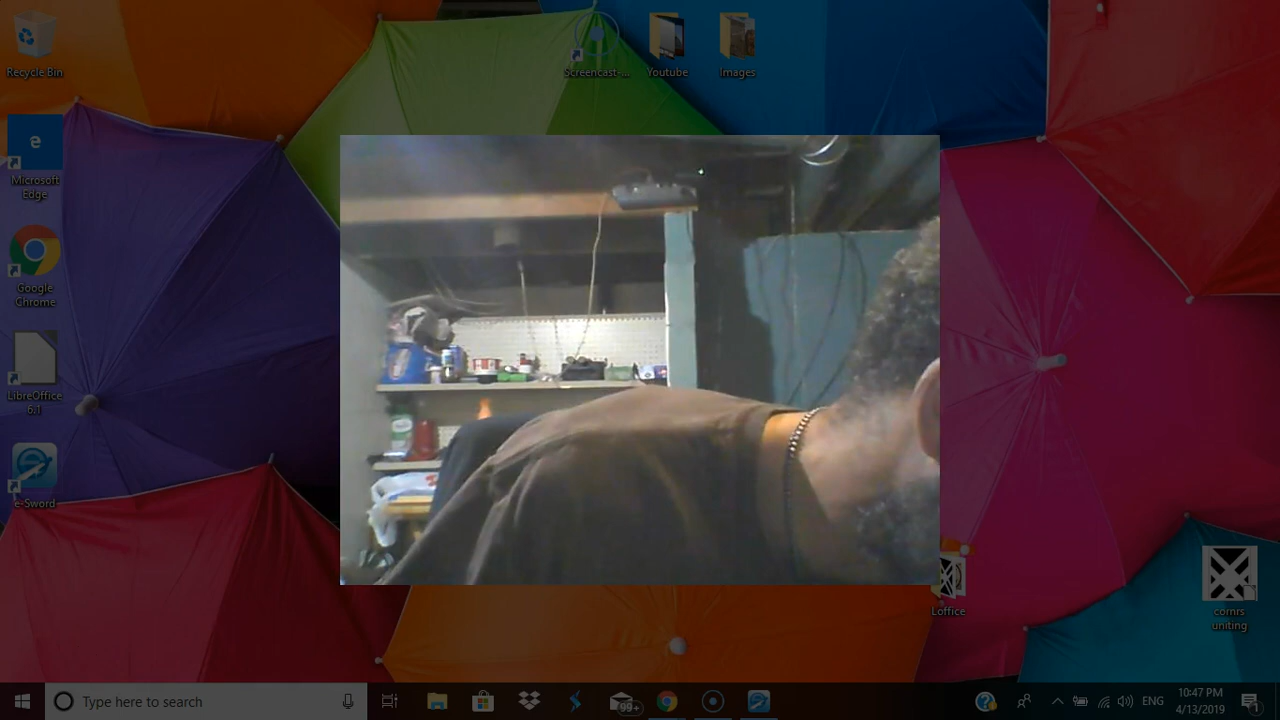 Recycle Bin
Screencast-...
Youtube
Images
Microsoft
Edge
Google
Chrome
LibreOffice
6.1
e-Sword
Loffice
cornrs
uniting
Type here to search
99+
ENG
10:47 PM
4/13/2019
1